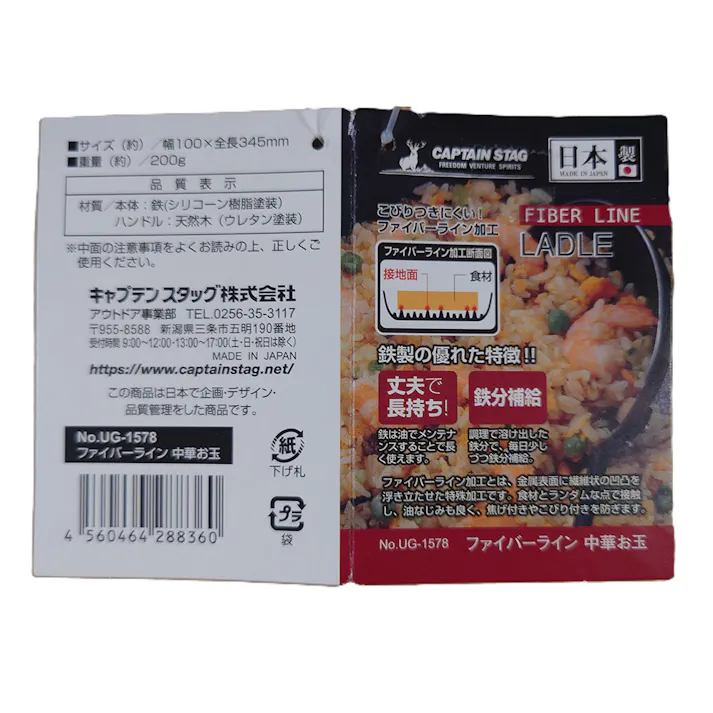 ■サイズ（約）／幅100×全長345mm
■重量（約）／200g
品質表示
材質／本体：鉄(シリコーン樹脂塗装)
ハンドル：天然木（ウレタン塗装）
※中面の注意事項をよくお読みの上、正しくご
使用ください。
キャプテンスタッグ株式会社
アウトドア事業部 TEL.0256-35-3117
〒955-8588 新潟県三条市五明190番地
受付時間 9:00～12:00・13:00～17:00(土・日・祝日は除く)
MADE IN JAPAN
https://www.captainstag.net/
この商品は日本で企画・デザイン・
品質管理をした商品です。
No.UG-1578
ファイバーライン 中華お玉
4 560464 288360
紙
下げ札
プラ
袋
CAPTAIN STAG
FREEDOM VENTURE SPIRITS
日本製
MADE IN JAPAN
FIBER LINE
LADLE
こびりつきにくい！
ファイバーライン加工
ファイバーライン加工断面図
接地面 食材
鉄製の優れた特徴!!
丈夫で
長持ち!
鉄分補給
鉄は油でメンテナ
ンスすることで長
く使えます。
調理で溶け出した
鉄分で、毎日少し
づつ鉄分補給。
ファイバーライン加工とは、金属表面に繊維状の凹凸を
浮き立たせた特殊加工です。食材とランダムな点で接触
し、油なじみも良く、焦げ付きやこびり付きを防ぎます。
No.UG-1578 ファイバーライン 中華お玉